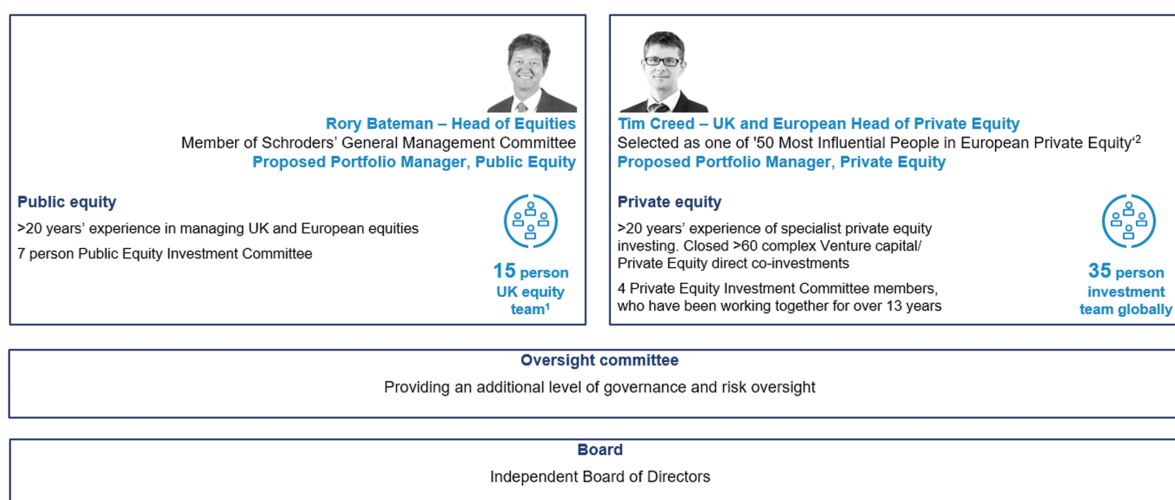 Rory Bateman – Head of Equities
Member of Schroders' General Management Committee
Proposed Portfolio Manager, Public Equity
Public equity
>20 years' experience in managing UK and European equities
7 person Public Equity Investment Committee
15 person
UK equity
team¹
Tim Creed – UK and European Head of Private Equity
Selected as one of '50 Most Influential People in European Private Equity'²
Proposed Portfolio Manager, Private Equity
Private equity
>20 years' experience of specialist private equity
investing. Closed >60 complex Venture capital/
Private Equity direct co-investments
4 Private Equity Investment Committee members,
who have been working together for over 13 years
35 person
investment
team globally
Oversight committee
Providing an additional level of governance and risk oversight
Board
Independent Board of Directors